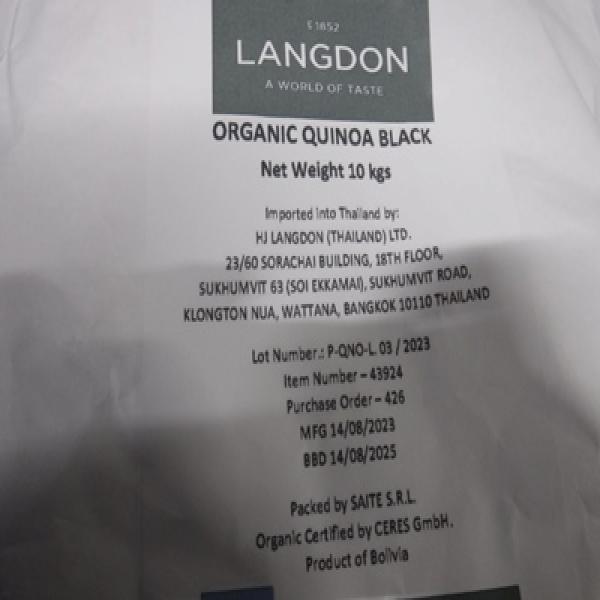 E1852
LANGDON
A WORLD OF TASTE
ORGANIC QUINOA BLACK
Net Weight 10 kgs
Imported into Thailand by:
HJ LANGDON (THAILAND) LTD.
23/60 SORACHAI BUILDING, 18TH FLOOR,
SUKHUMVIT 63 (SOI EKKAMAI), SUKHUMVIT ROAD,
KLONGTON NUA, WATTANA, BANGKOK 10110 THAILAND
Lot Number.: P-QNO-L 03 / 2023
Item Number – 43924
Purchase Order – 426
MFG 14/08/2023
BBD 14/08/2025
Packed by SAITE S.R.L.
Organic Certified by CERES GmbH.
Product of Bolivia